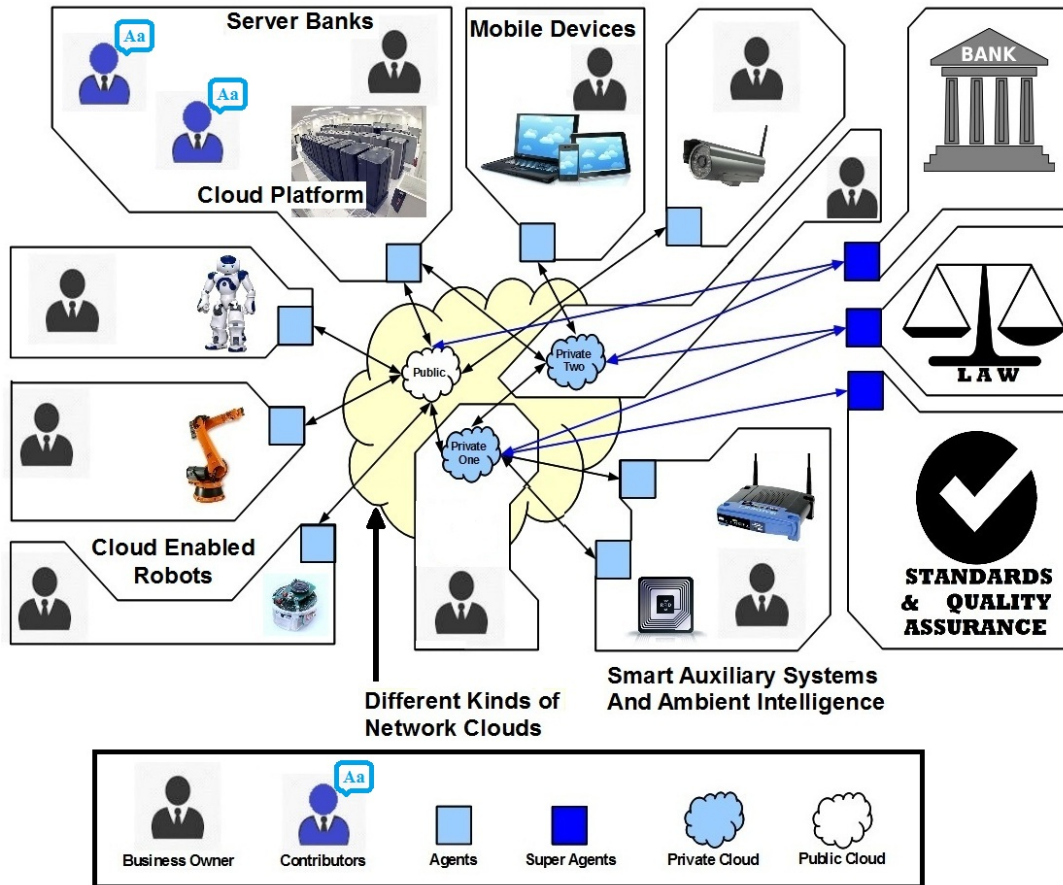 Server Banks
Aa
Aa
Cloud Platform
Mobile Devices
BANK
LAW
Public
Private
Two
Private
One
Cloud Enabled
Robots
STANDARDS
& QUALITY
ASSURANCE
Smart Auxiliary Systems
And Ambient Intelligence
Different Kinds of
Network Clouds
Aa
Business Owner
Contributors
Agents
Super Agents
Private Cloud
Public Cloud